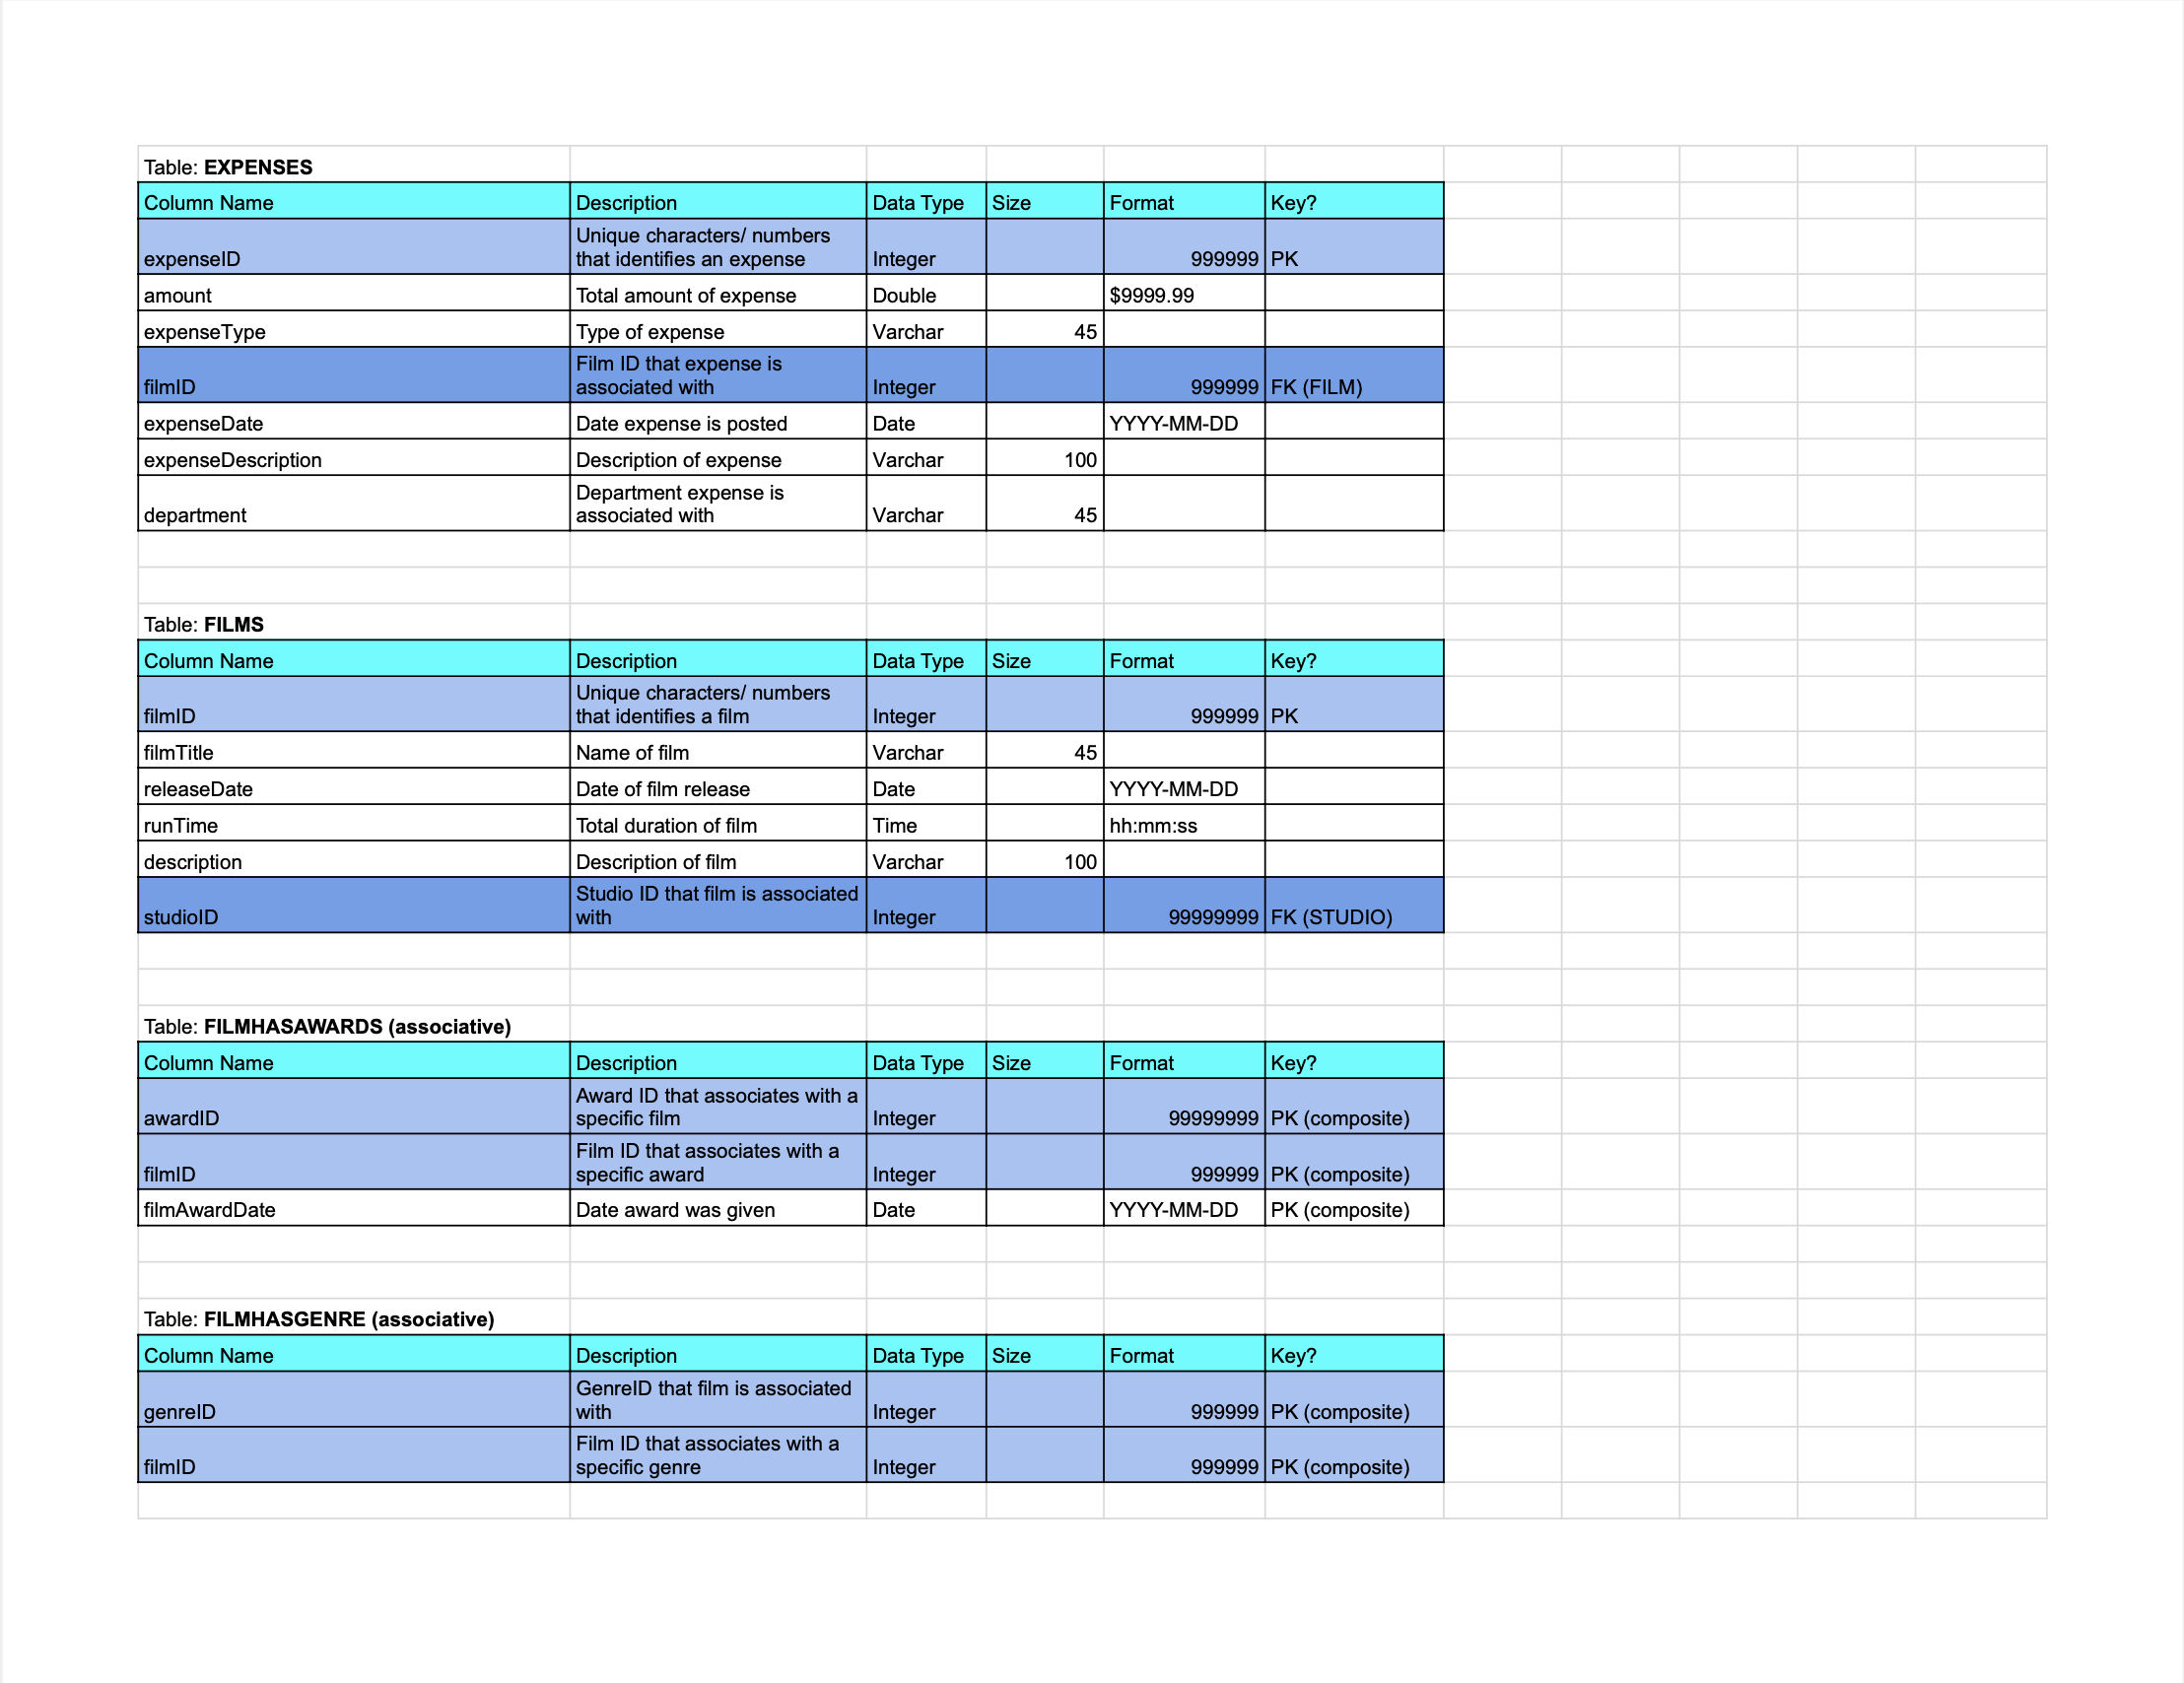 Table: EXPENSES
Column Name Description Data Type Size Format Key?
expenseID Unique characters/ numbers that identifies an expense Integer 999999 PK
amount Total amount of expense Double $9999.99
expenseType Type of expense Varchar 45
filmID Film ID that expense is associated with Integer 999999 FK (FILM)
expenseDate Date expense is posted Date YYYY-MM-DD
expenseDescription Description of expense Varchar 100
department Department expense is associated with Varchar 45
Table: FILMS
Column Name Description Data Type Size Format Key?
filmID Unique characters/ numbers that identifies a film Integer 999999 PK
filmTitle Name of film Varchar 45
releaseDate Date of film release Date YYYY-MM-DD
runTime Total duration of film Time hh:mm:ss
description Description of film Varchar 100
studioID Studio ID that film is associated with Integer 99999999 FK (STUDIO)
Table: FILMHASAWARDS (associative)
Column Name Description Data Type Size Format Key?
awardID Award ID that associates with a specific film Integer 99999999 PK (composite)
filmID Film ID that associates with a specific award Integer 999999 PK (composite)
filmAwardDate Date award was given Date YYYY-MM-DD PK (composite)
Table: FILMHASGENRE (associative)
Column Name Description Data Type Size Format Key?
genreID GenreID that film is associated with Integer 999999 PK (composite)
filmID Film ID that associates with a specific genre Integer 999999 PK (composite)